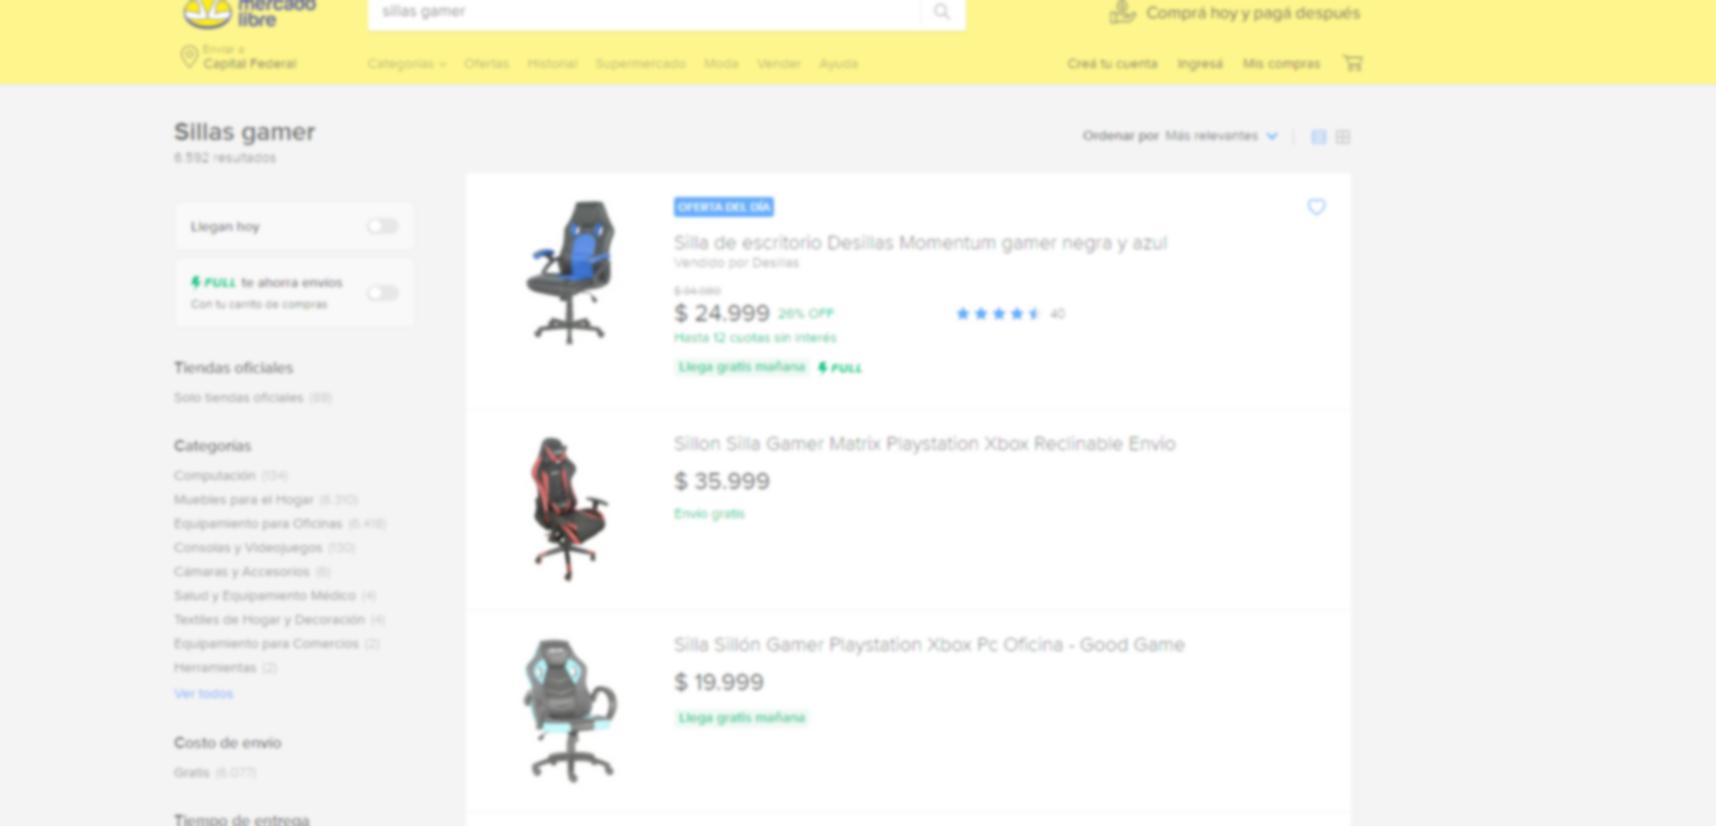 mercado
libre
sillas gamer
Comprá hoy y pagá después
Enviar a
Capital Federal
Categorías Ofertas Historial Supermercado Moda Vender Ayuda
Creá tu cuenta Ingresá Mis compras
Sillas gamer
6.592 resultados
Ordenar por Más relevantes
Llegan hoy
FULL te ahorra envíos
Con tu carrito de compras
Tiendas oficiales
Solo tiendas oficiales
Categorías
Computación (134)
Muebles para el Hogar (6.310)
Equipamiento para Oficinas (6.418)
Consolas y Videojuegos (130)
Cámaras y Accesorios
Salud y Equipamiento Médico (4)
Textiles de Hogar y Decoración (4)
Equipamiento para Comercios (2)
Herramientas (2)
Ver todos
Costo de envío
Gratis (6.077)
Tiempo de entrega
OFERTA DEL DÍA
Silla de escritorio Desillas Momentum gamer negra y azul
Vendido por Desillas
$ 24.999 26% OFF
40
Hasta 12 cuotas sin interés
Llega gratis mañana FULL
Sillon Silla Gamer Matrix Playstation Xbox Reclinable Envio
$ 35.999
Envío gratis
Silla Sillón Gamer Playstation Xbox Pc Oficina - Good Game
$ 19.999
Llega gratis mañana